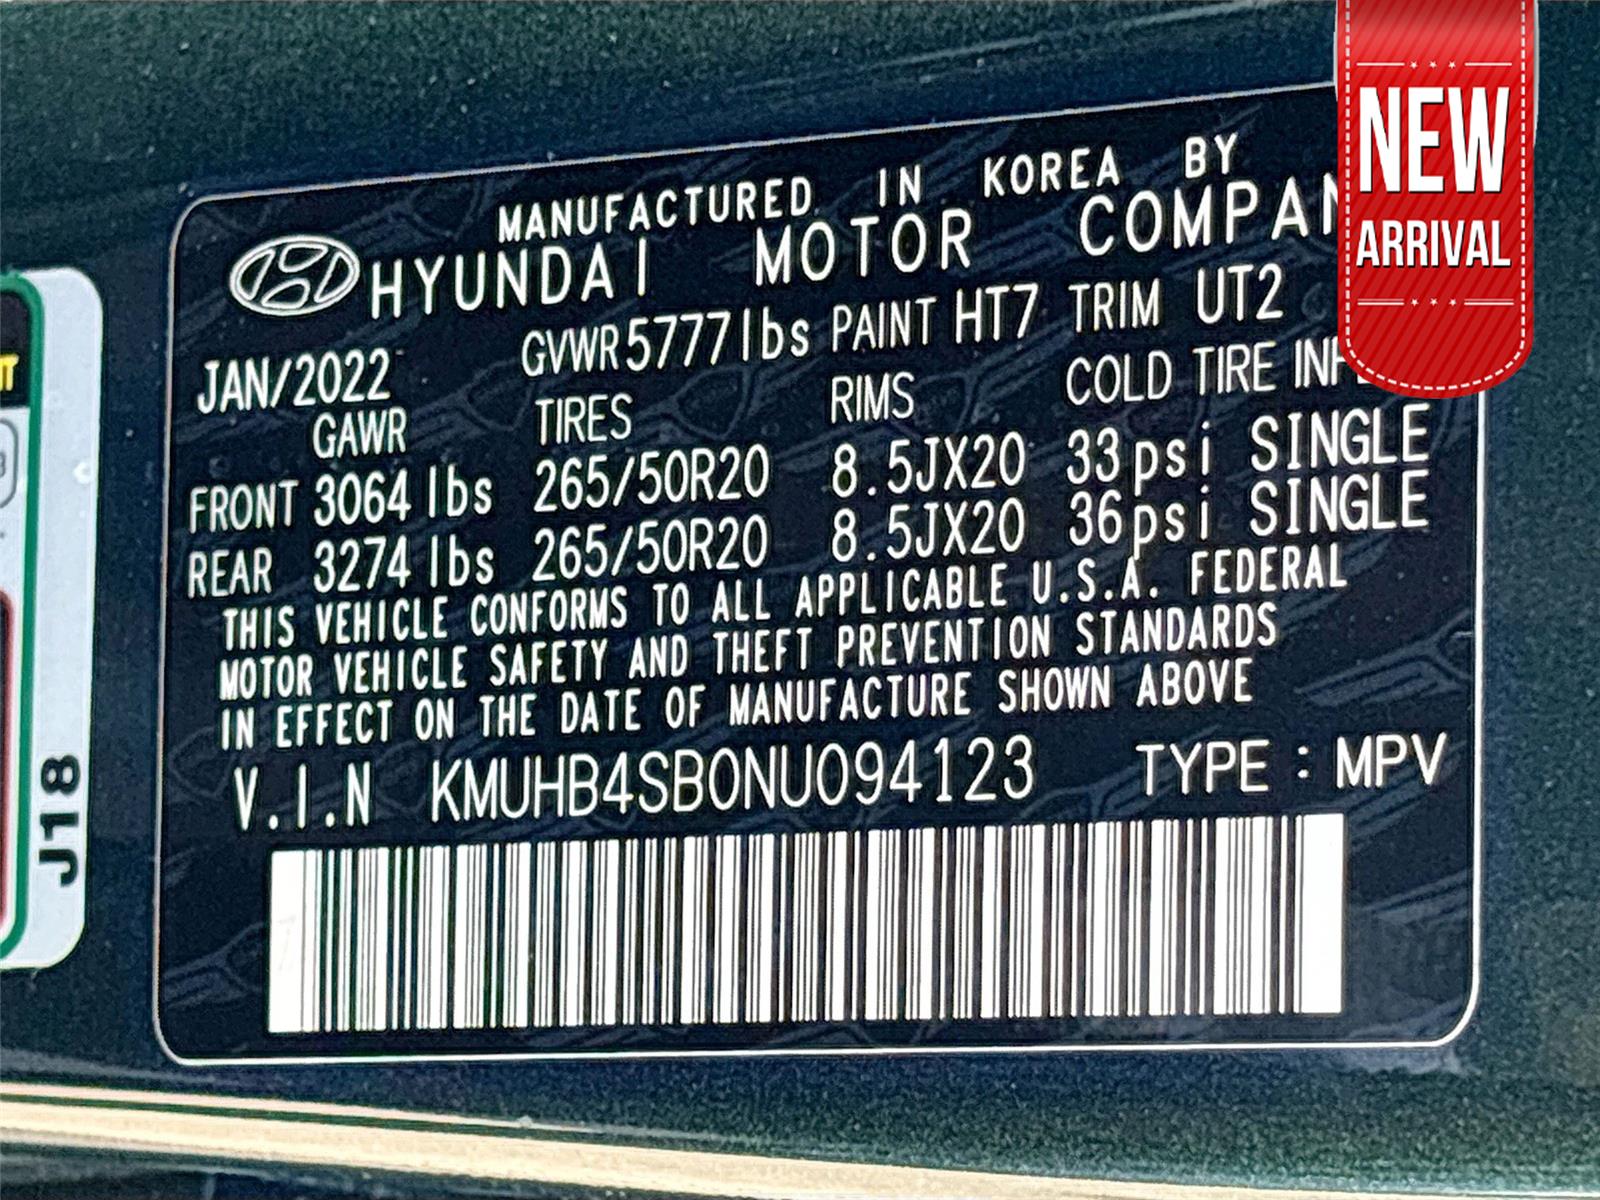 MANUFACTURED IN KOREA BY
HYUNDAI MOTOR COMPAN
JAN/2022 GVWR 5777lbs PAINT HT7 TRIM UT2
GAWR TIRES RIMS COLD TIRE INF
FRONT 3064 lbs 265/50R20 8.5JX20 33psi SINGLE
REAR 3274 lbs 265/50R20 8.5JX20 36psi SINGLE
THIS VEHICLE CONFORMS TO ALL APPLICABLE U.S.A. FEDERAL
MOTOR VEHICLE SAFETY AND THEFT PREVENTION STANDARDS
IN EFFECT ON THE DATE OF MANUFACTURE SHOWN ABOVE
V.I.N KMUHB4SB0NU094123 TYPE : MPV
NEW
ARRIVAL
J18